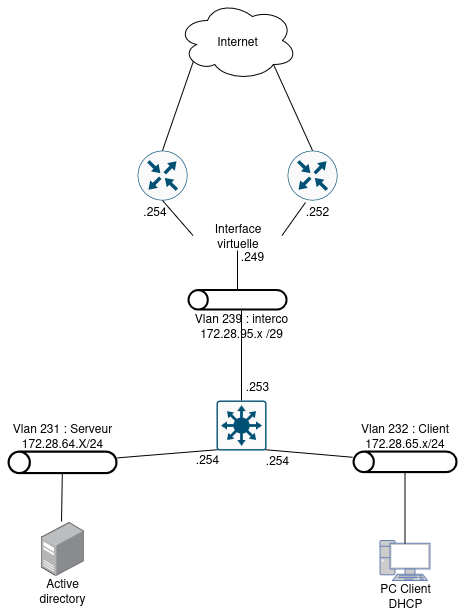 Internet
.254
.252
Interface
virtuelle
.249
Vlan 239 : interco
172.28.95.x /29
.253
Vlan 231 : Serveur
172.28.64.X/24
Vlan 232 : Client
172.28.65.x/24
.254
.254
Active
directory
PC Client
DHCP